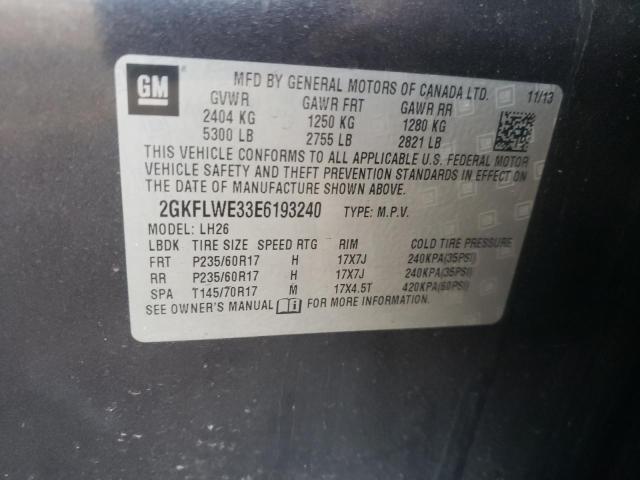 GM
MFD BY GENERAL MOTORS OF CANADA LTD. 11/13
GVWR GAWR FRT GAWR RR
2404 KG 1250 KG 1280 KG
5300 LB 2755 LB 2821 LB
THIS VEHICLE CONFORMS TO ALL APPLICABLE U.S. FEDERAL MOTOR
VEHICLE SAFETY AND THEFT PREVENTION STANDARDS IN EFFECT ON
THE DATE OF MANUFACTURE SHOWN ABOVE.
2GKFLWE33E6193240 TYPE: M.P.V.
MODEL: LH26
LBDK TIRE SIZE SPEED RTG RIM COLD TIRE PRESSURE
FRT P235/60R17 H 17X7J 240KPA(35PSI)
RR P235/60R17 H 17X7J 240KPA(35PSI)
SPA T145/70R17 M 17X4.5T 420KPA(60PSI)
SEE OWNER'S MANUAL FOR MORE INFORMATION